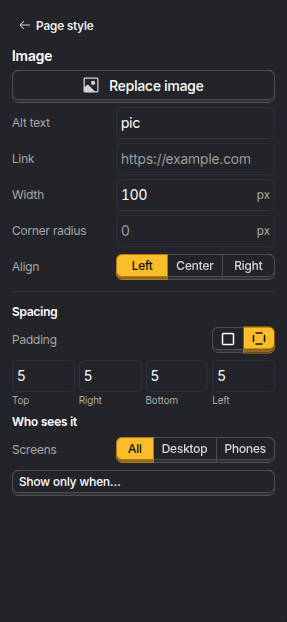 Page style
Image
Replace image
Alt text pic
Link https://example.com
Width 100 px
Corner radius 0 px
Align Left Center Right
Spacing
Padding
5 5 5 5
Top Right Bottom Left
Who sees it
Screens All Desktop Phones
Show only when...